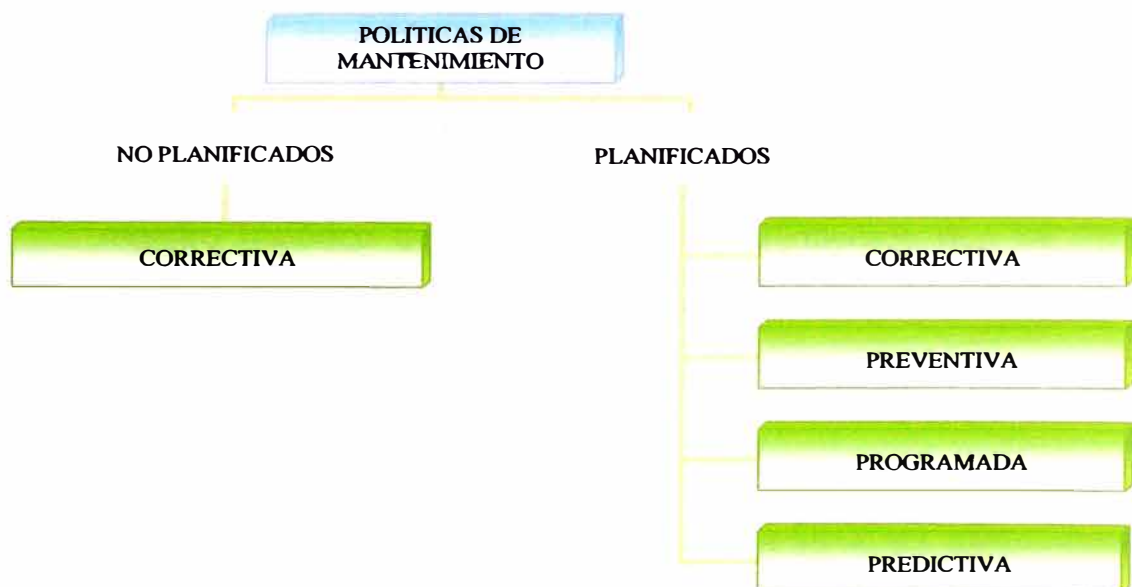 POLITICAS DE
MANTENIMIENTO
NO PLANIFICADOS
PLANIFICADOS
CORRECTIVA
CORRECTIVA
PREVENTIVA
PROGRAMADA
PREDICTIVA